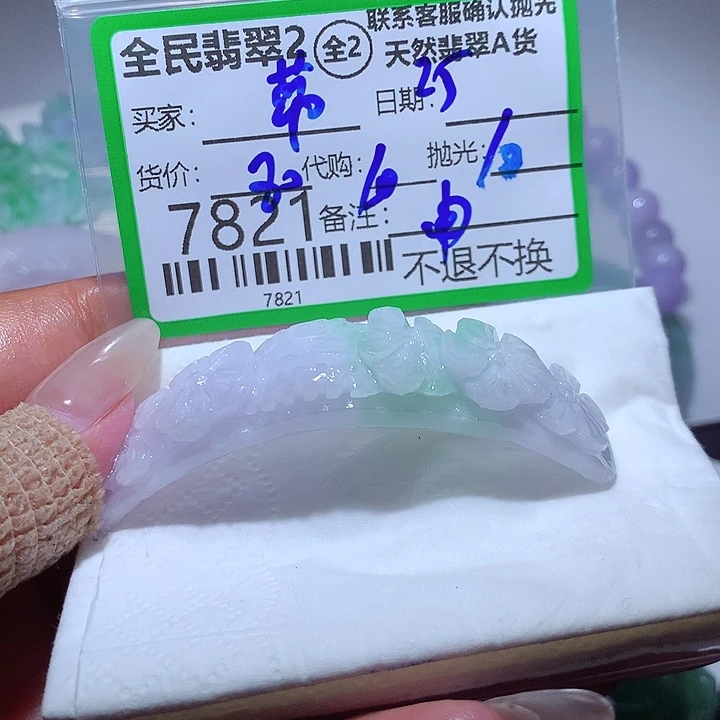 联系客服确认抛光
全民翡翠2 全2 天然翡翠A货
买家： 日期：25
货价： 代购：6 抛光：
7821 备注：
不退不换
7821